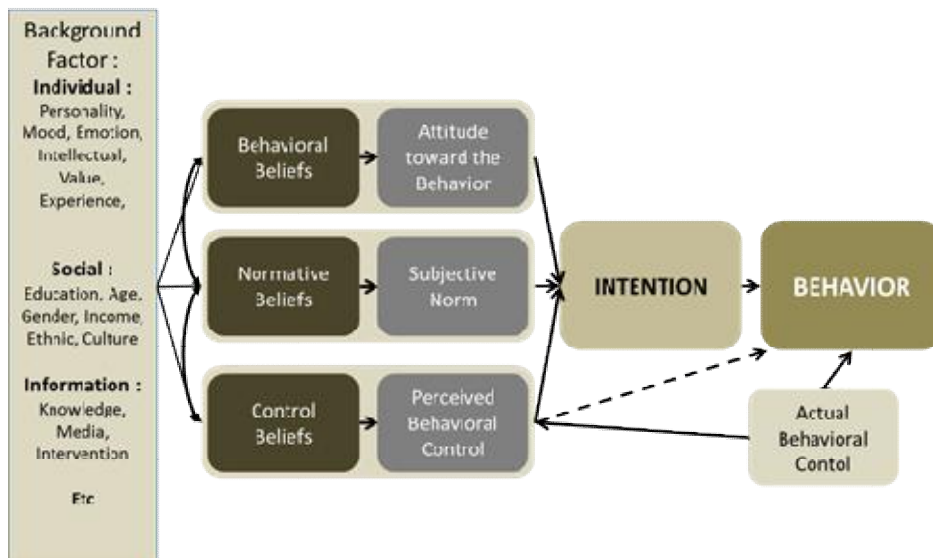 Background
Factor :
Individual :
Personality,
Mood, Emotion,
Intellectual,
Value,
Experience,
Social :
Education, Age,
Gender, Income,
Ethnic, Culture
Information :
Knowledge,
Media,
Intervention
Etc
Behavioral
Beliefs
Attitude
toward the
Behavior
Normative
Beliefs
Subjective
Norm
Control
Beliefs
Perceived
Behavioral
Control
INTENTION
BEHAVIOR
Actual
Behavioral
Contol